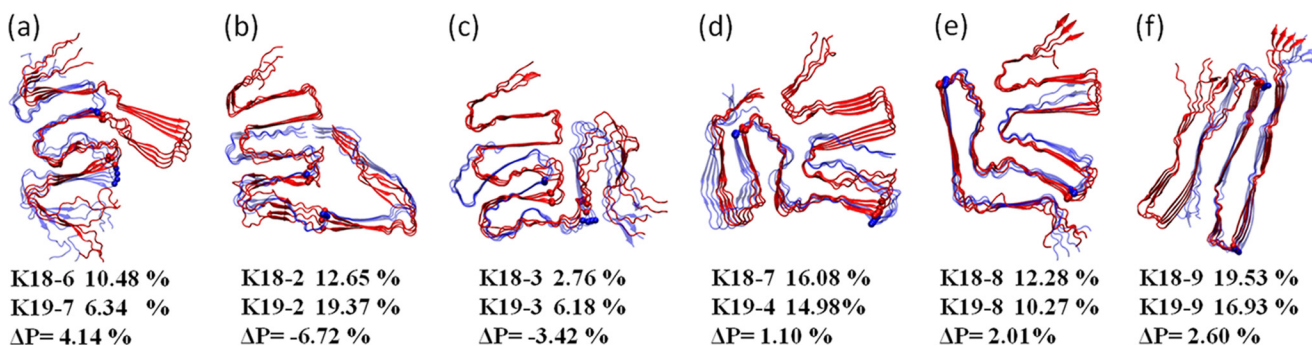 (a) (b) (c) (d) (e) (f)
K18-6 10.48 % K18-2 12.65 % K18-3 2.76 % K18-7 16.08 % K18-8 12.28 % K18-9 19.53 %
K19-7 6.34 % K19-2 19.37 % K19-3 6.18 % K19-4 14.98% K19-8 10.27 % K19-9 16.93 %
ΔP= 4.14 % ΔP= -6.72 % ΔP= -3.42 % ΔP= 1.10 % ΔP= 2.01% ΔP= 2.60 %